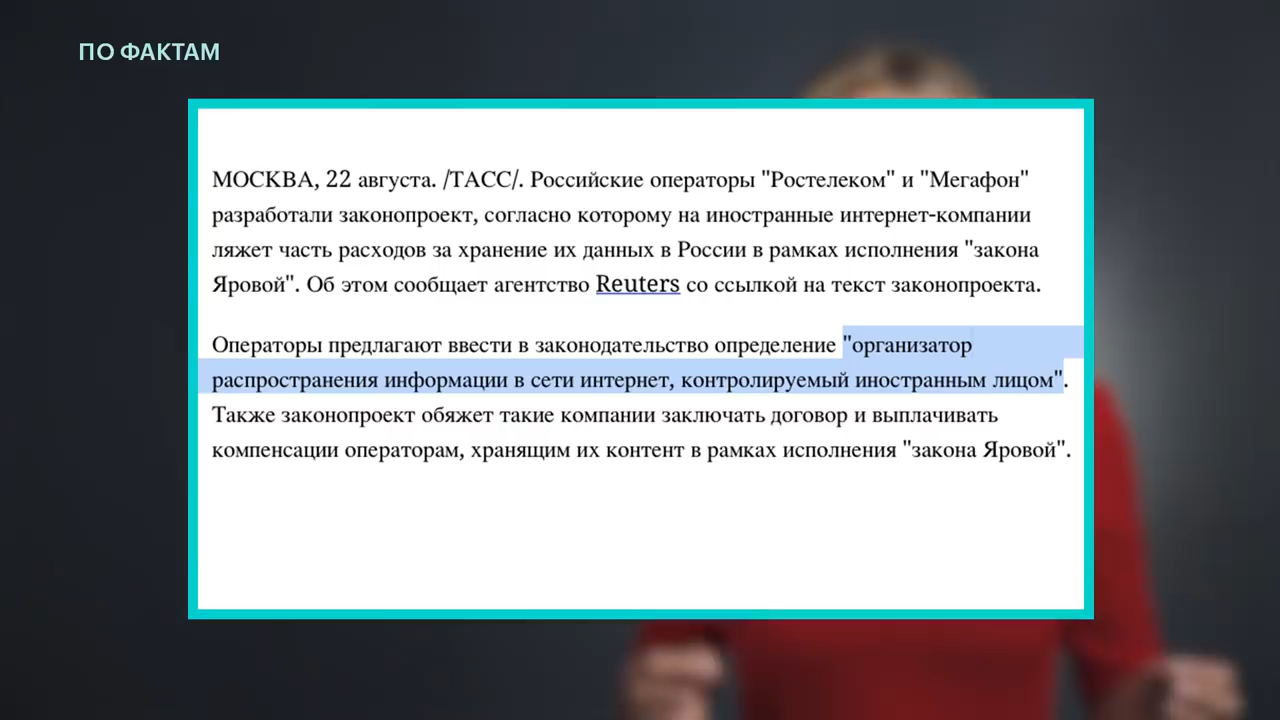 ПО ФАКТАМ
МОСКВА, 22 августа. /ТАСС/. Российские операторы "Ростелеком" и "Мегафон"
разработали законопроект, согласно которому на иностранные интернет-компании
ляжет часть расходов за хранение их данных в России в рамках исполнения "закона
Яровой". Об этом сообщает агентство Reuters со ссылкой на текст законопроекта.
Операторы предлагают ввести в законодательство определение "организатор
распространения информации в сети интернет, контролируемый иностранным лицом".
Также законопроект обяжет такие компании заключать договор и выплачивать
компенсации операторам, хранящим их контент в рамках исполнения "закона Яровой".